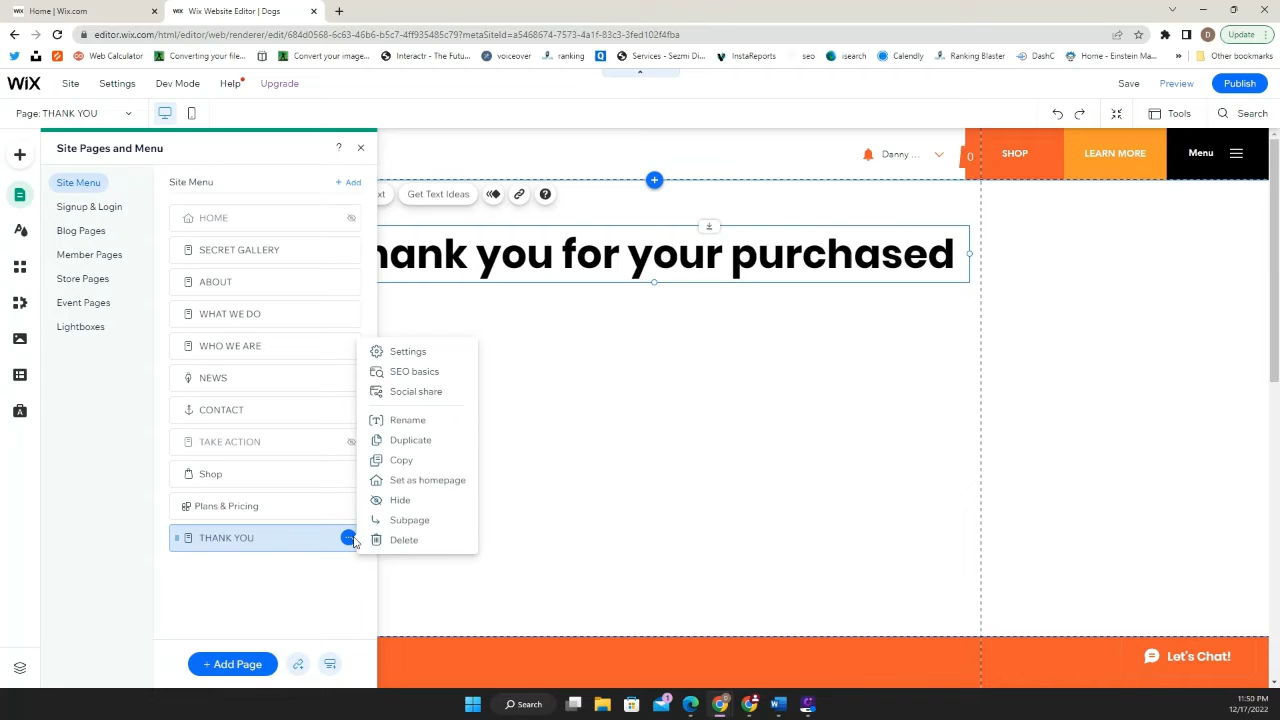 Home | Wix.com
Wix Website Editor | Dogs
editor.wix.com/html/editor/web/renderer/edit/684d0568-6c63-46b6-b5c7-4ff935485c79?metaSiteId=a5468674-7573-4a1f-83c3-3fed102f4fba
Update
Web Calculator
Converting your file...
Convert your image...
Interactr - The Futu...
voiceover
ranking
Services - Sezmi Di...
InstaReports
seo
isearch
Calendly
Ranking Blaster
DashC
Home - Einstein M...
Other bookmarks
WiX
Site
Settings
Dev Mode
Help
Upgrade
Save
Preview
Publish
Page: THANK YOU
Tools
Search
Site Pages and Menu
?
Danny ...
0
SHOP
LEARN MORE
Menu
Site Menu
Signup & Login
Blog Pages
Member Pages
Store Pages
Event Pages
Lightboxes
Site Menu
+ Add
HOME
SECRET GALLERY
ABOUT
WHAT WE DO
WHO WE ARE
NEWS
CONTACT
TAKE ACTION
Shop
Plans & Pricing
THANK YOU
+ Add Page
xt
Get Text Ideas
hank you for your purchased
Settings
SEO basics
Social share
Rename
Duplicate
Copy
Set as homepage
Hide
Subpage
Delete
Let's Chat!
Search
11:50 PM
12/17/2022